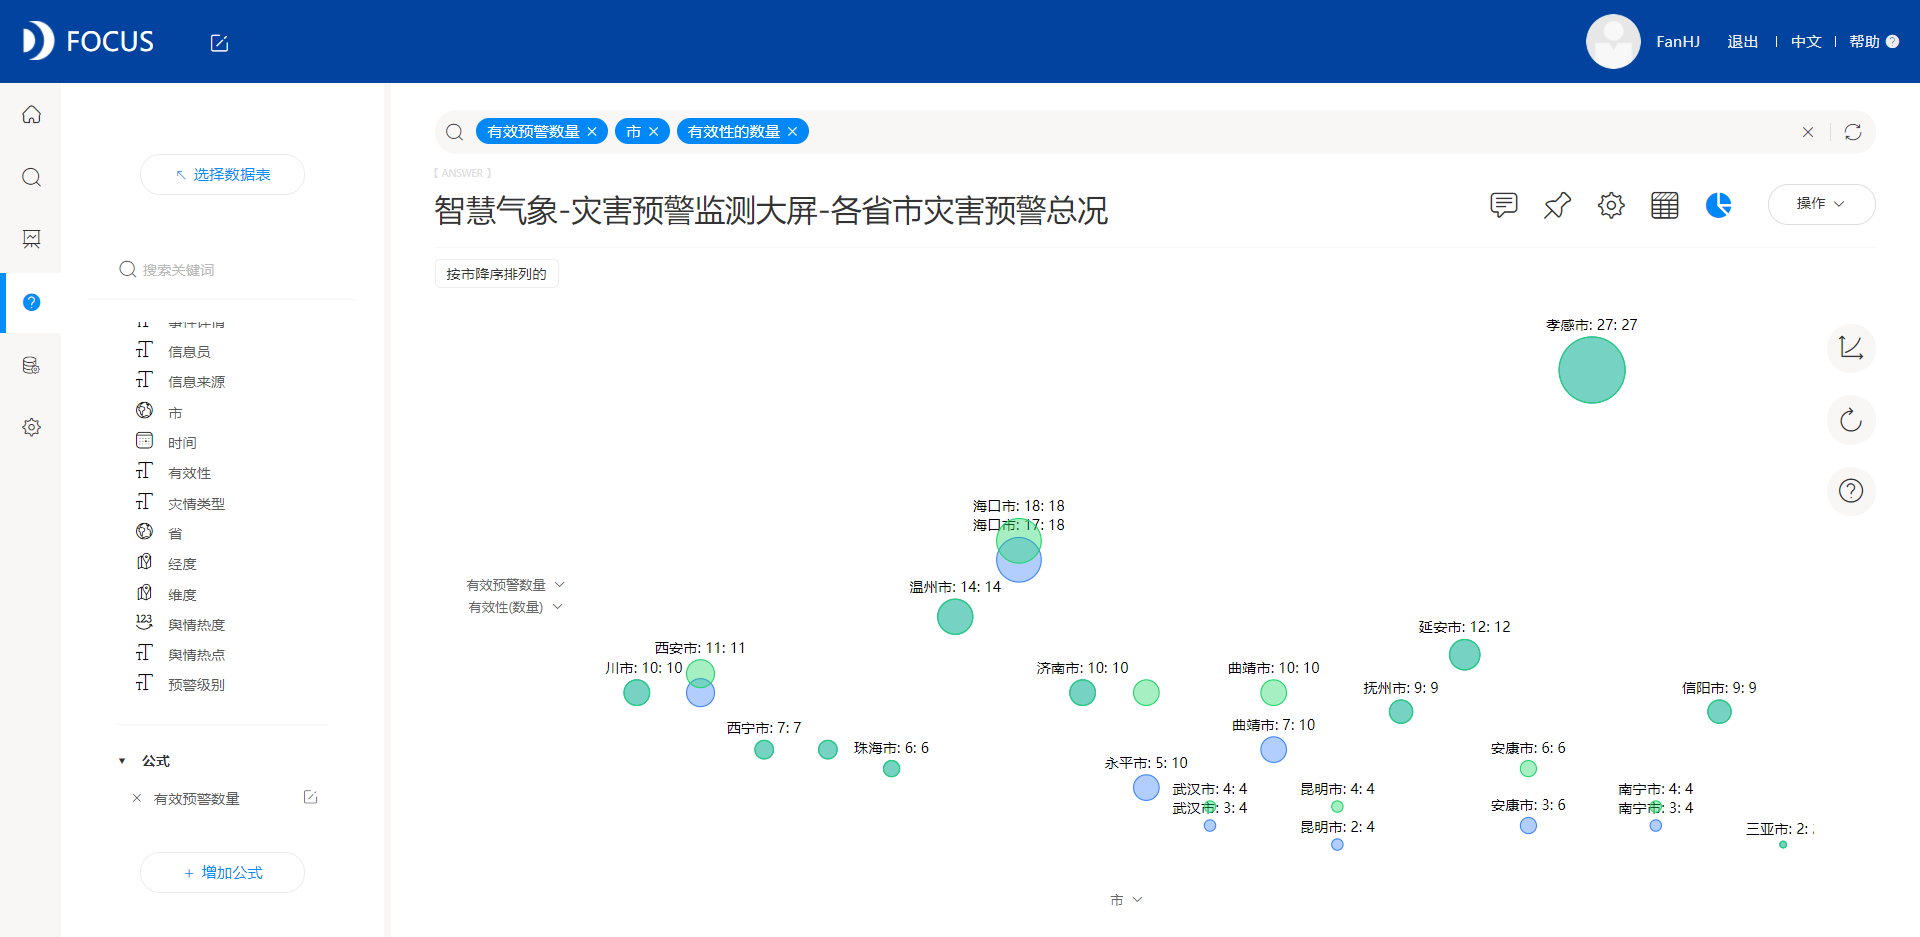 FOCUS
FanHJ 退出 中文 帮助
有效预警数量 市 有效性的数量
【 ANSWER 】
智慧气象-灾害预警监测大屏-各省市灾害预警总况
操作
按市降序排列的
选择数据表
搜索关键词
事件详情
信息员
信息来源
市
时间
有效性
灾情类型
省
经度
维度
舆情热度
舆情热点
预警级别
公式
有效预警数量
+ 增加公式
孝感市: 27: 27
海口市: 18: 18
海口市: 17: 18
有效预警数量
有效性(数量)
温州市: 14: 14
延安市: 12: 12
西安市: 11: 11
川市: 10: 10
济南市: 10: 10
曲靖市: 10: 10
抚州市: 9: 9
信阳市: 9: 9
西宁市: 7: 7
曲靖市: 7: 10
珠海市: 6: 6
安康市: 6: 6
永平市: 5: 10
武汉市: 4: 4
昆明市: 4: 4
南宁市: 4: 4
武汉市: 3: 4
安康市: 3: 6
南宁市: 3: 4
昆明市: 2: 4
三亚市: 2:
市